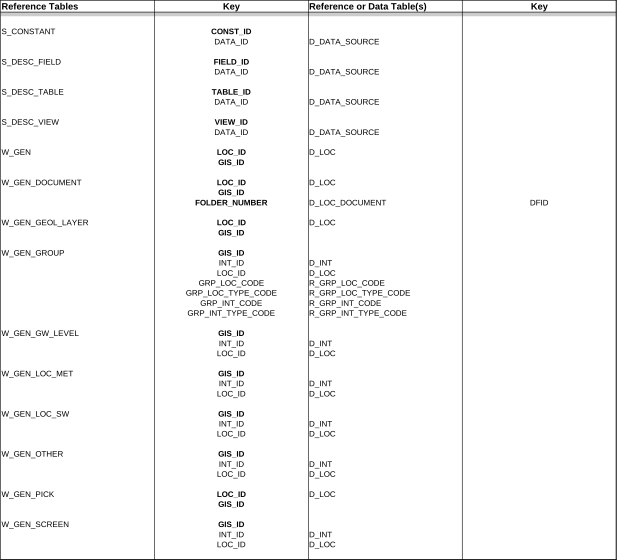 Reference Tables Key Reference or Data Table(s) Key
S_CONSTANT CONST_ID
DATA_ID D_DATA_SOURCE
S_DESC_FIELD FIELD_ID
DATA_ID D_DATA_SOURCE
S_DESC_TABLE TABLE_ID
DATA_ID D_DATA_SOURCE
S_DESC_VIEW VIEW_ID
DATA_ID D_DATA_SOURCE
W_GEN LOC_ID D_LOC
GIS_ID
W_GEN_DOCUMENT LOC_ID D_LOC
GIS_ID
FOLDER_NUMBER D_LOC_DOCUMENT DFID
W_GEN_GEOL_LAYER LOC_ID D_LOC
GIS_ID
W_GEN_GROUP GIS_ID
INT_ID D_INT
LOC_ID D_LOC
GRP_LOC_CODE R_GRP_LOC_CODE
GRP_LOC_TYPE_CODE R_GRP_LOC_TYPE_CODE
GRP_INT_CODE R_GRP_INT_CODE
GRP_INT_TYPE_CODE R_GRP_INT_TYPE_CODE
W_GEN_GW_LEVEL GIS_ID
INT_ID D_INT
LOC_ID D_LOC
W_GEN_LOC_MET GIS_ID
INT_ID D_INT
LOC_ID D_LOC
W_GEN_LOC_SW GIS_ID
INT_ID D_INT
LOC_ID D_LOC
W_GEN_OTHER GIS_ID
INT_ID D_INT
LOC_ID D_LOC
W_GEN_PICK LOC_ID D_LOC
GIS_ID
W_GEN_SCREEN GIS_ID
INT_ID D_INT
LOC_ID D_LOC